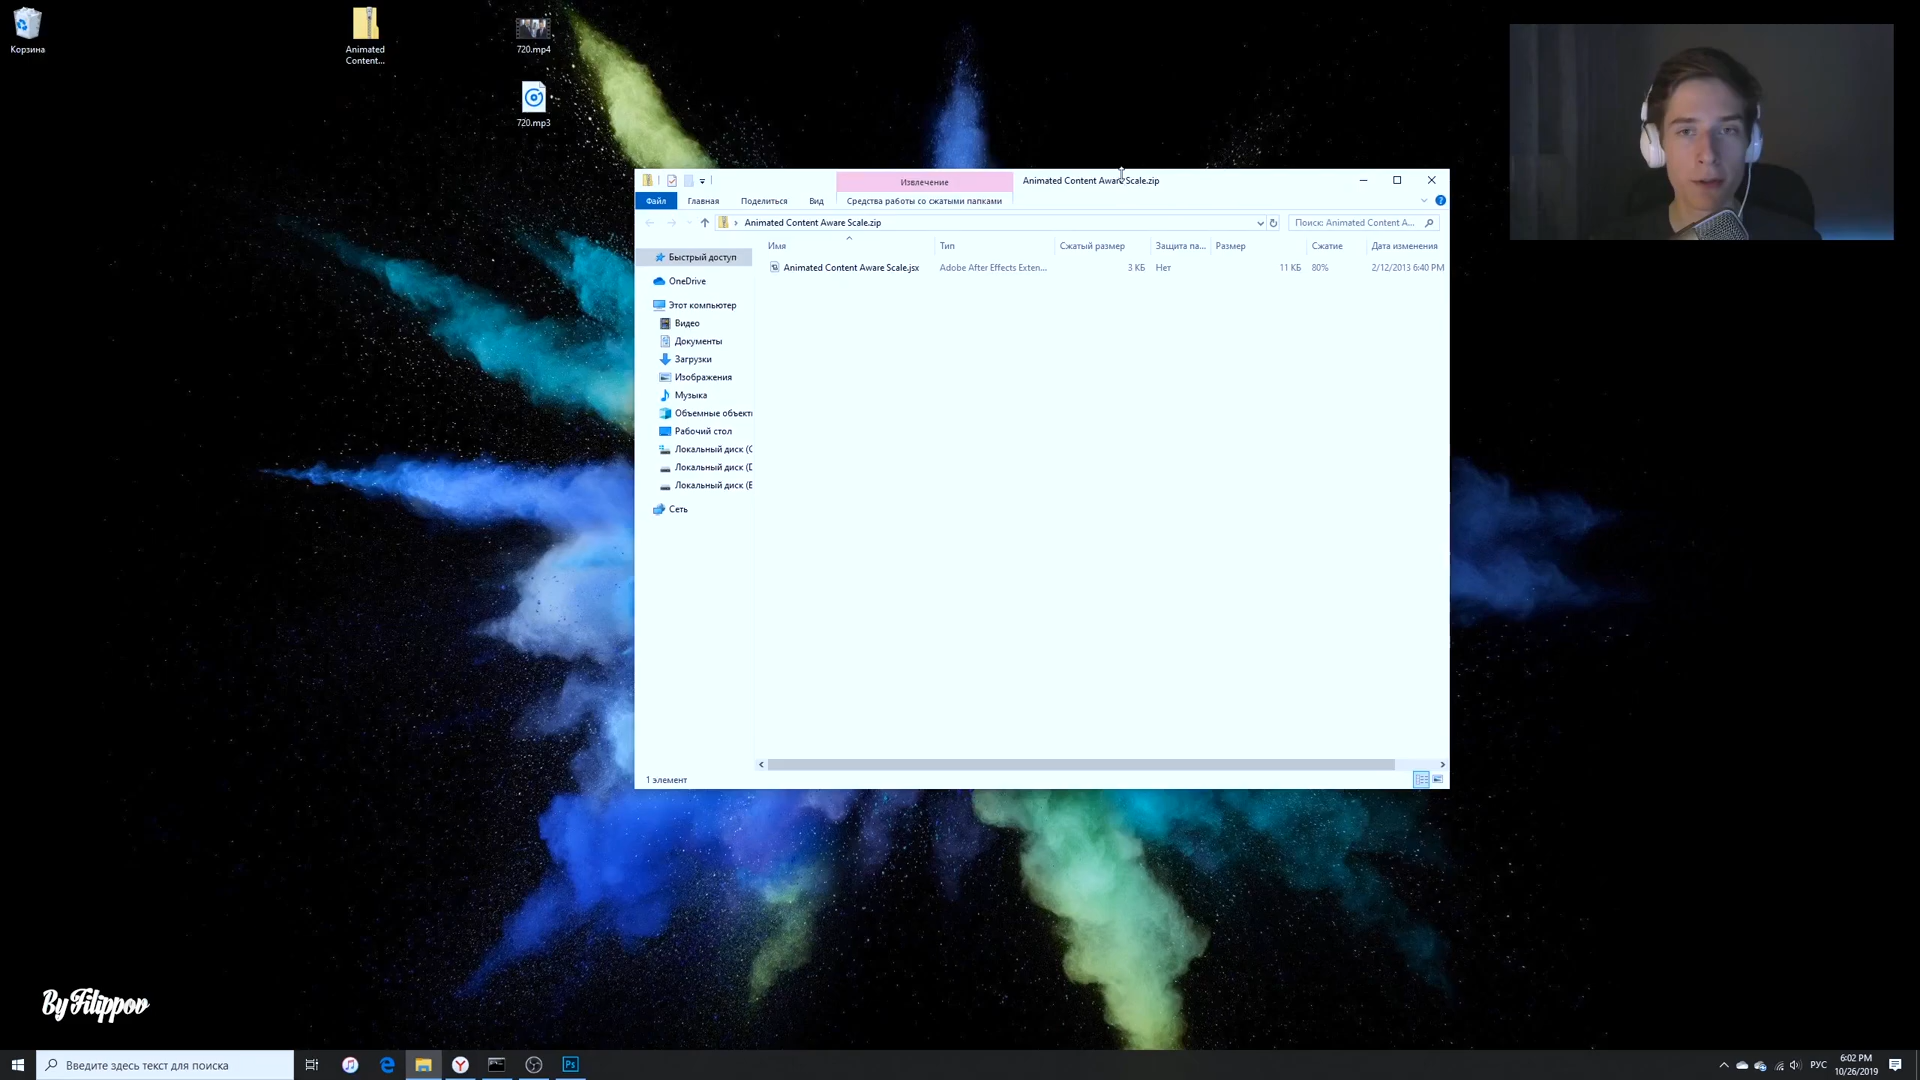 Корзина
Animated
Content...
720.mp4
720.mp3
Извлечение
Animated Content Aware Scale.zip
Файл
Главная
Поделиться
Вид
Средства работы со сжатыми папками
Animated Content Aware Scale.zip
Поиск: Animated Content A...
Имя
Тип
Сжатый размер
Защита па...
Размер
Сжатие
Дата изменения
Animated Content Aware Scale.jsx
Adobe After Effects Exten...
3 КБ
Нет
11 КБ
80%
2/12/2013 6:40 PM
Быстрый доступ
OneDrive
Этот компьютер
Видео
Документы
Загрузки
Изображения
Музыка
Объемные объект
Рабочий стол
Локальный диск (C
Локальный диск (D
Локальный диск (E
Сеть
1 элемент
By Filippov
Введите здесь текст для поиска
Ps
РУС
6:02 PM
10/26/2019